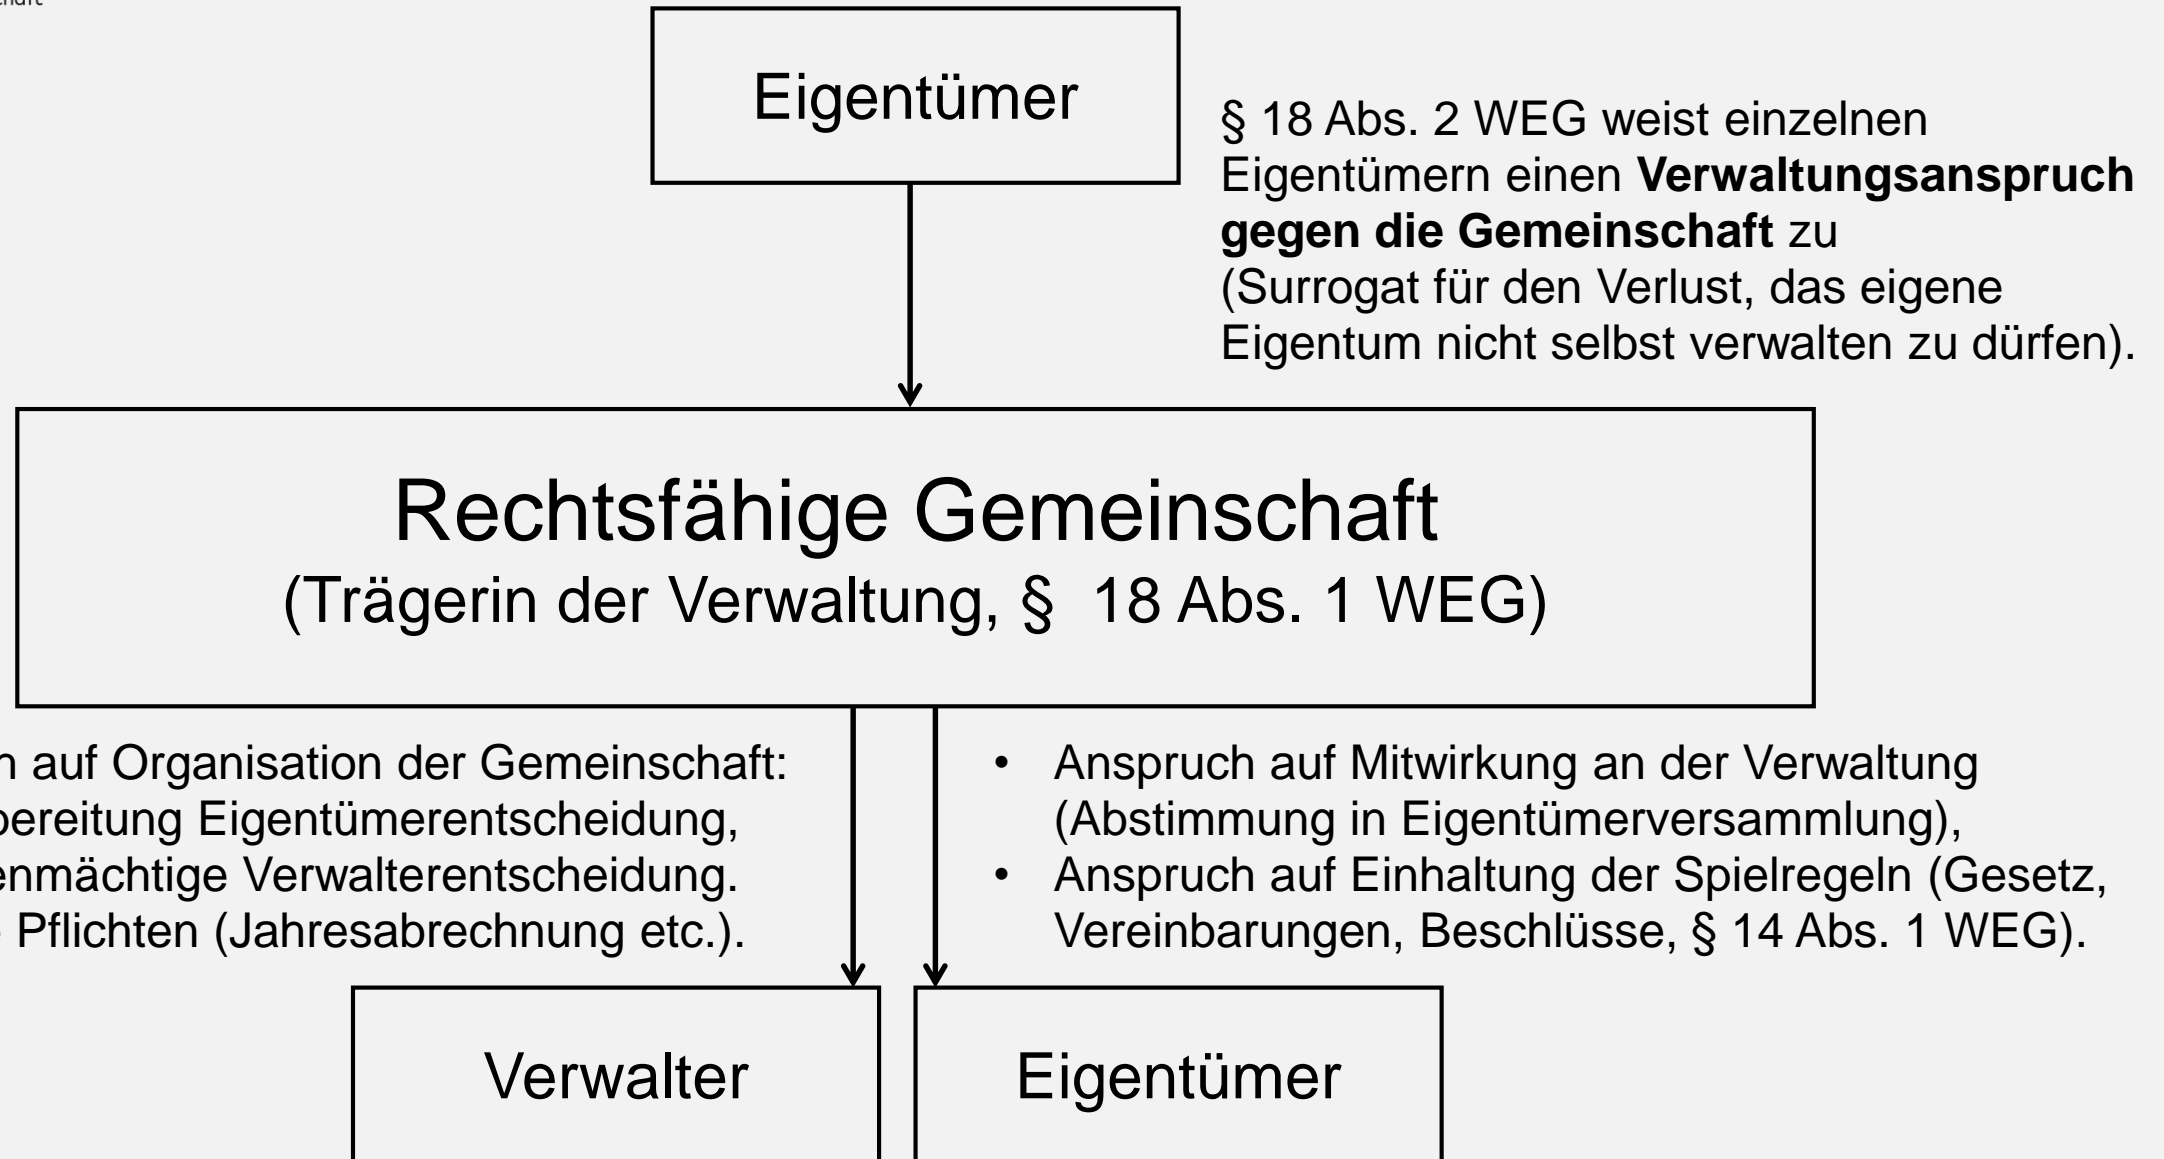 Eigentümer
§ 18 Abs. 2 WEG weist einzelnen
Eigentümern einen Verwaltungsanspruch
gegen die Gemeinschaft zu
(Surrogat für den Verlust, das eigene
Eigentum nicht selbst verwalten zu dürfen).
Rechtsfähige Gemeinschaft
(Trägerin der Verwaltung, § 18 Abs. 1 WEG)
auf Organisation der Gemeinschaft:
bereitung Eigentümerentscheidung,
enmächtige Verwalterentscheidung.
Pflichten (Jahresabrechnung etc.).
• Anspruch auf Mitwirkung an der Verwaltung
(Abstimmung in Eigentümerversammlung),
• Anspruch auf Einhaltung der Spielregeln (Gesetz,
Vereinbarungen, Beschlüsse, § 14 Abs. 1 WEG).
Verwalter
Eigentümer